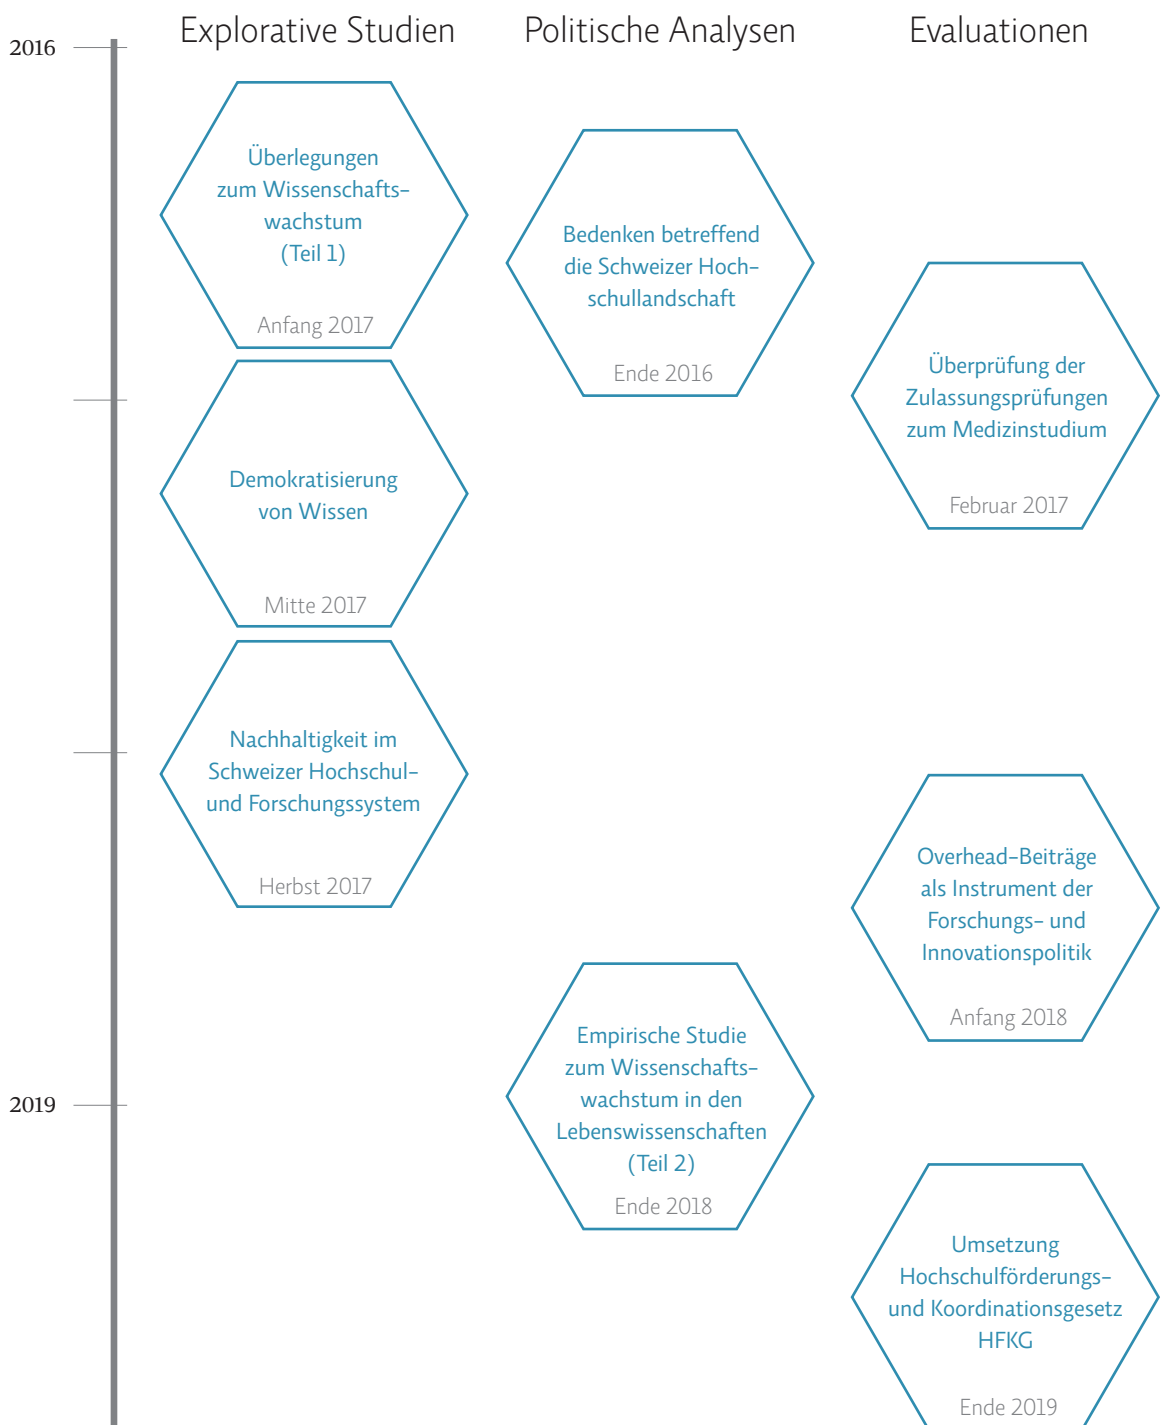 2016
Explorative Studien
Politische Analysen
Evaluationen
Überlegungen
zum Wissenschafts-
wachstum
(Teil 1)
Anfang 2017
Bedenken betreffend
die Schweizer Hoch-
schullandschaft
Ende 2016
Überprüfung der
Zulassungsprüfungen
zum Medizinstudium
Februar 2017
Demokratisierung
von Wissen
Mitte 2017
Nachhaltigkeit im
Schweizer Hochschul-
und Forschungssystem
Herbst 2017
Overhead-Beiträge
als Instrument der
Forschungs- und
Innovationspolitik
Anfang 2018
Empirische Studie
zum Wissenschafts-
wachstum in den
Lebenswissenschaften
(Teil 2)
Ende 2018
2019
Umsetzung
Hochschulförderungs-
und Koordinationsgesetz
HFKG
Ende 2019